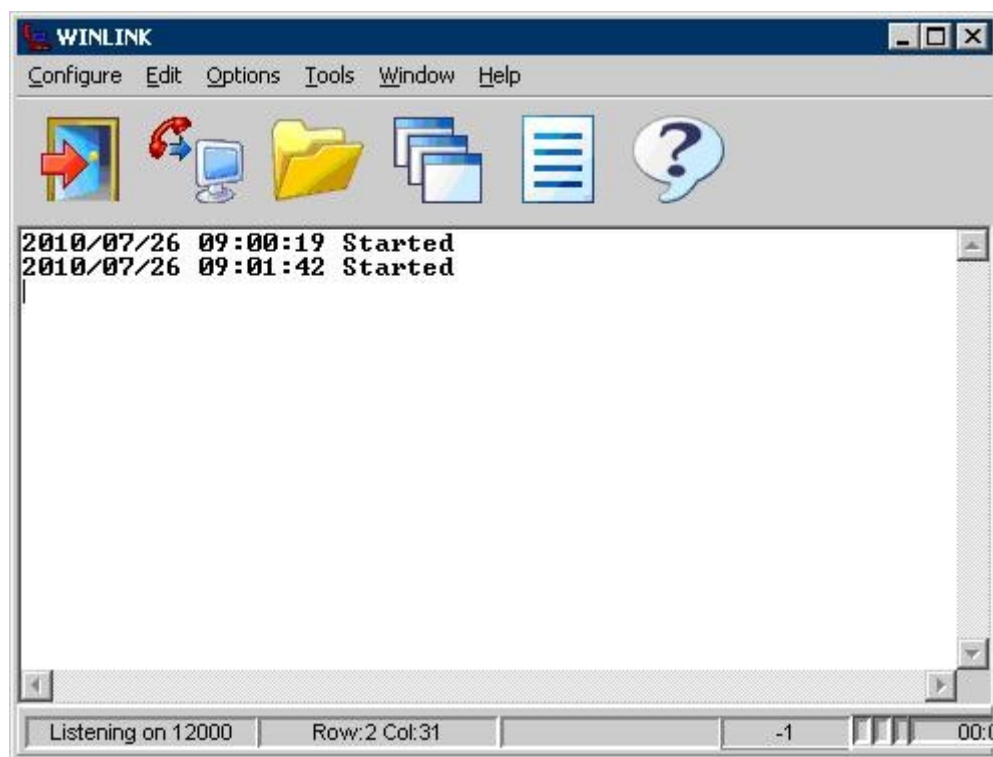 WINLINK
Configure Edit Options Tools Window Help
2010/07/26 09:00:19 Started
2010/07/26 09:01:42 Started
Listening on 12000 Row:2 Col:31 -1 00: